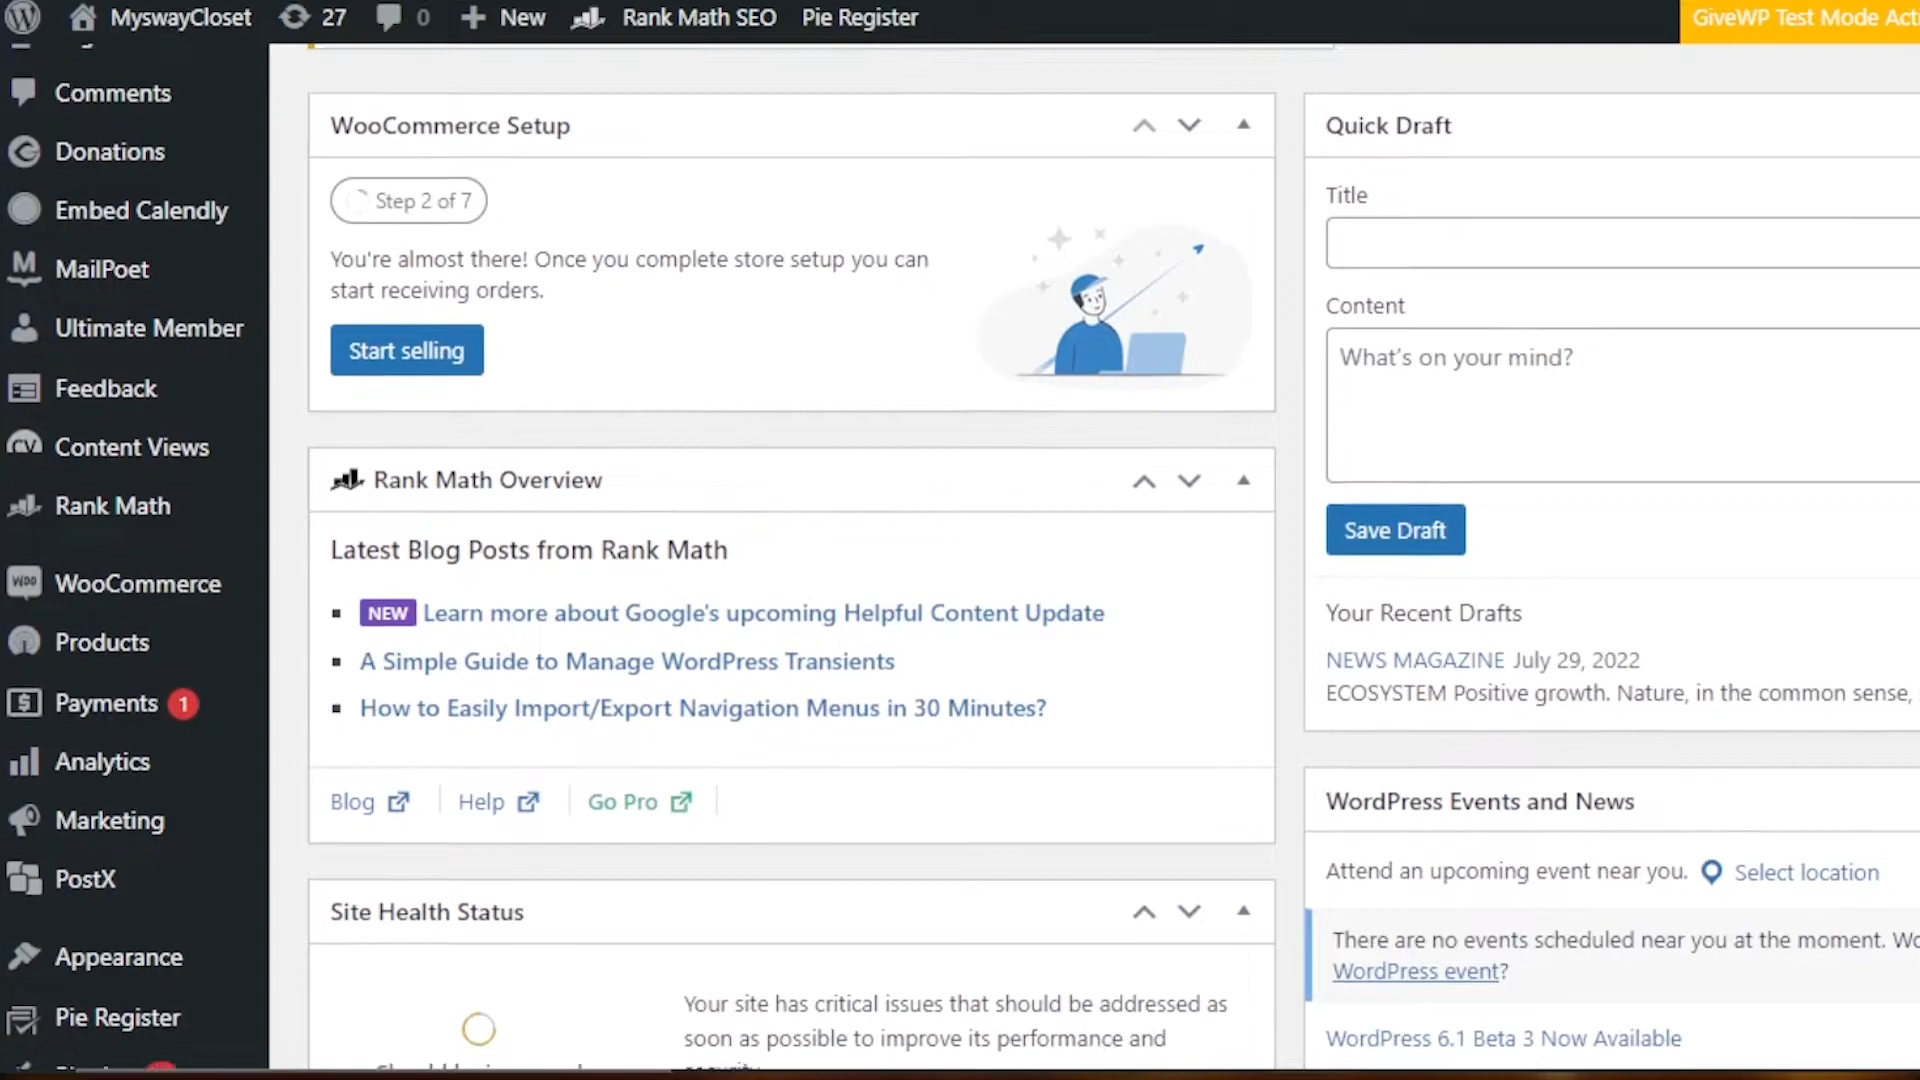 MyswayCloset 27 0 New Rank Math SEO Pie Register GiveWP Test Mode Acti
Comments
Donations
Embed Calendly
MailPoet
Ultimate Member
Feedback
Content Views
Rank Math
WooCommerce
Products
Payments 1
Analytics
Marketing
PostX
Appearance
Pie Register
WooCommerce Setup
Step 2 of 7
You're almost there! Once you complete store setup you can
start receiving orders.
Start selling
Rank Math Overview
Latest Blog Posts from Rank Math
NEW Learn more about Google's upcoming Helpful Content Update
A Simple Guide to Manage WordPress Transients
How to Easily Import/Export Navigation Menus in 30 Minutes?
Blog Help Go Pro
Site Health Status
Your site has critical issues that should be addressed as
soon as possible to improve its performance and
Quick Draft
Title
Content
What's on your mind?
Save Draft
Your Recent Drafts
NEWS MAGAZINE July 29, 2022
ECOSYSTEM Positive growth. Nature, in the common sense,
WordPress Events and News
Attend an upcoming event near you. Select location
There are no events scheduled near you at the moment. Wo
WordPress event?
WordPress 6.1 Beta 3 Now Available